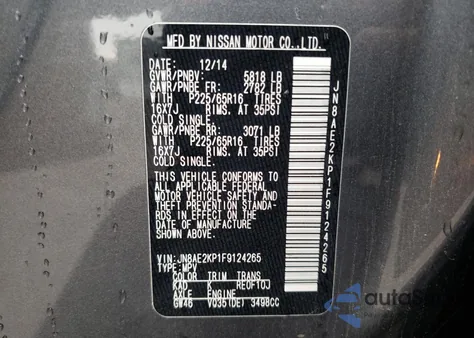 MFD BY NISSAN MOTOR CO.,LTD.
DATE: 12/14
GVWR/PNBV: 5818 LB
GAWR/PNBE FR: 2782 LB
WITH P225/65R16 TIRES
16X7J RIMS, AT 35PSI
COLD SINGLE
GAWR/PNBE RR: 3071 LB
WITH P225/65R16 TIRES
16X7J RIMS, AT 35PSI
COLD SINGLE
THIS VEHICLE CONFORMS TO
ALL APPLICABLE FEDERAL
MOTOR VEHICLE SAFETY AND
THEFT PREVENTION STANDA-
RDS IN EFFECT ON THE
DATE OF MANUFACTURE
SHOWN ABOVE.
VIN:JN8AE2KP1F9124265
TYPE:MPV
COLOR TRIM TRANS
KAD K RE0F10J
AXLE ENGINE
VQ35(DE) 3498CC
JN8AE2KP1F9124265